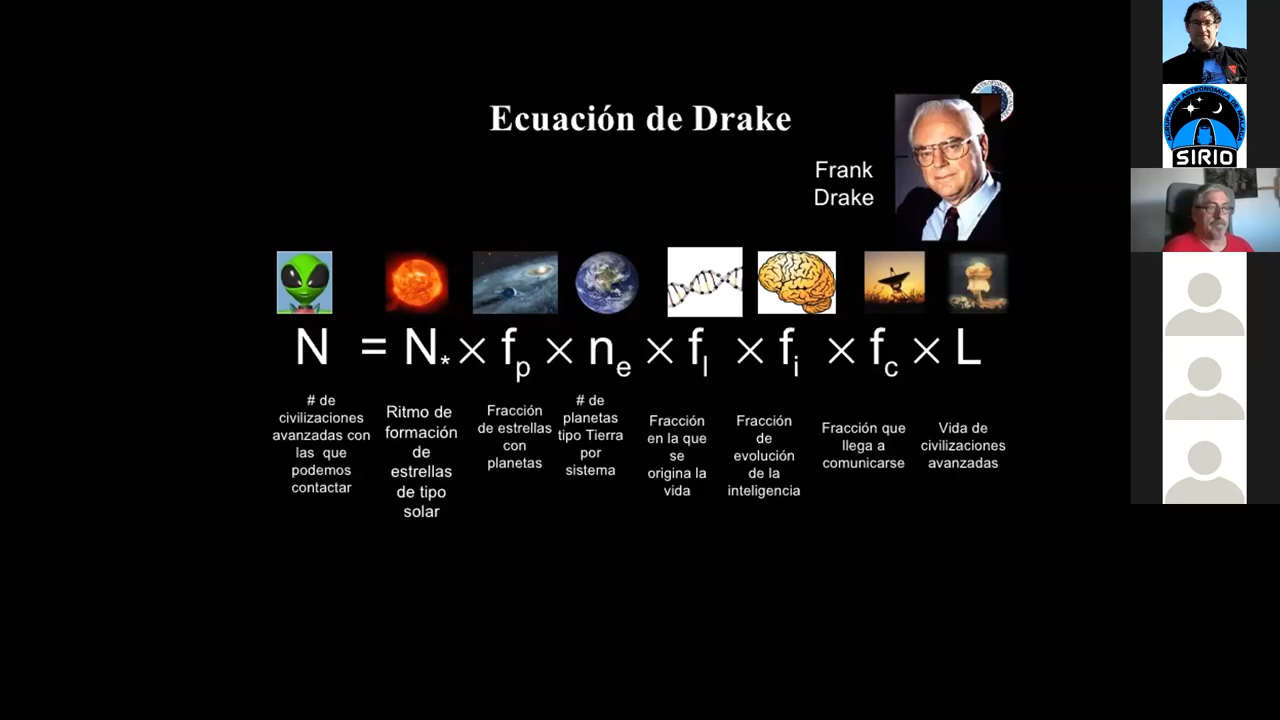 Ecuación de Drake
Frank
Drake
N = N* × fp × ne × fl × fi × fc × L
# de
civilizaciones
avanzadas con
las que
podemos
contactar
Ritmo de
formación
de
estrellas
de tipo
solar
Fracción
de estrellas
con
planetas
# de
planetas
tipo Tierra
por
sistema
Fracción
en la que
se
origina la
vida
Fracción
de
evolución
de la
inteligencia
Fracción que
llega a
comunicarse
Vida de
civilizaciones
avanzadas
SIRIO